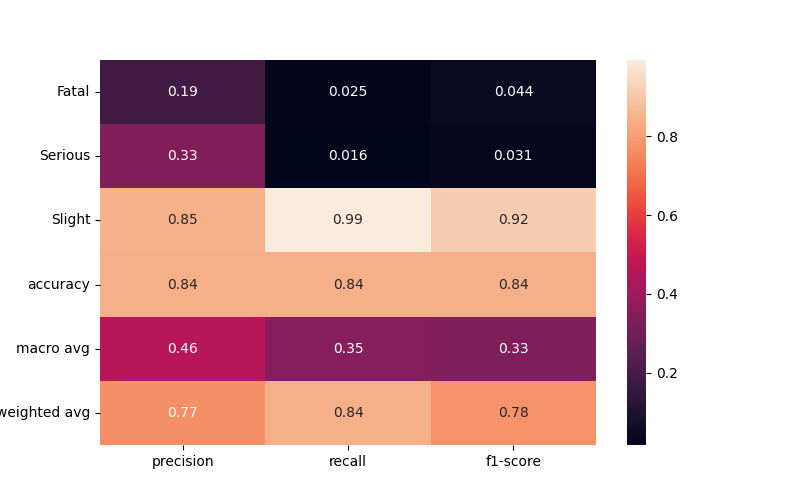 Fatal 0.19 0.025 0.044
0.8
Serious 0.33 0.016 0.031
0.6
Slight 0.85 0.99 0.92
accuracy 0.84 0.84 0.84
0.4
macro avg 0.46 0.35 0.33
0.2
weighted avg 0.77 0.84 0.78
precision recall f1-score